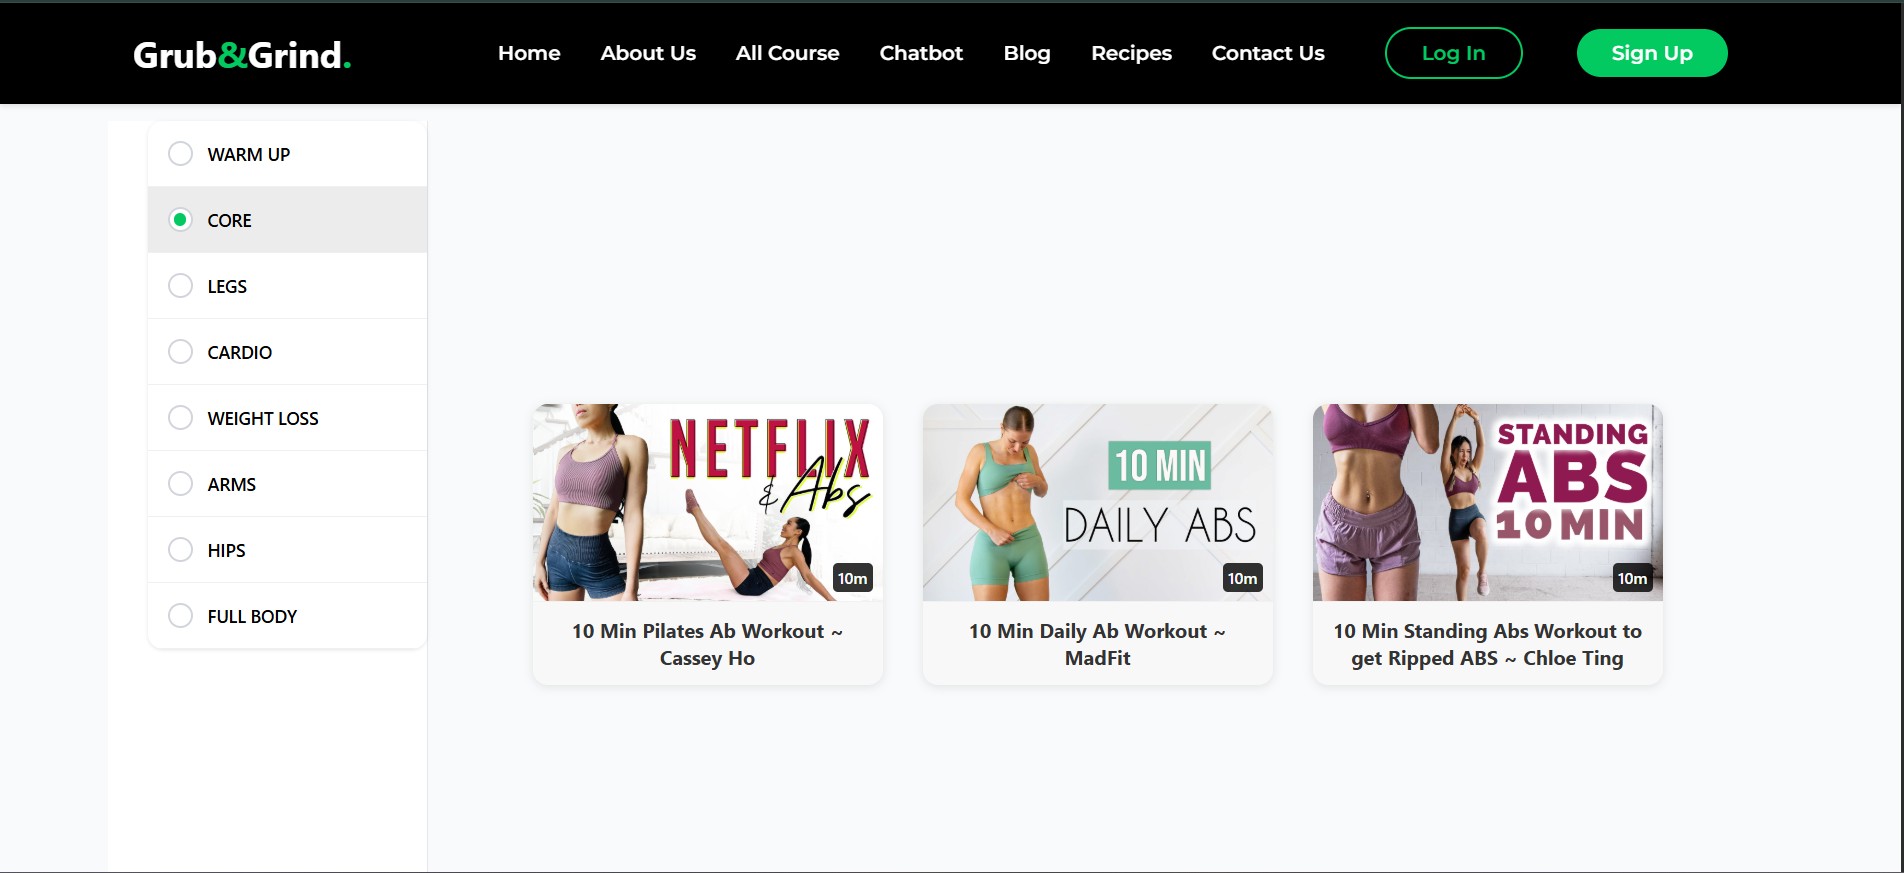 Grub&Grind.
Home About Us All Course Chatbot Blog Recipes Contact Us Log In Sign Up
WARM UP
CORE
LEGS
CARDIO
WEIGHT LOSS
ARMS
HIPS
FULL BODY
NETFLIX
& Abs
10m
10 Min Pilates Ab Workout ~
Cassey Ho
10 MIN
DAILY ABS
10m
10 Min Daily Ab Workout ~
MadFit
STANDING
ABS
10 MIN
10m
10 Min Standing Abs Workout to
get Ripped ABS ~ Chloe Ting